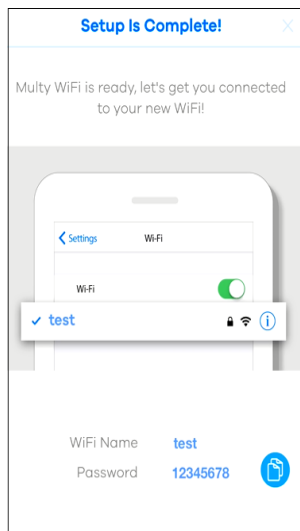 Setup Is Complete!
Multy WiFi is ready, let's get you connected
to your new WiFi!
Settings Wi-Fi
Wi-Fi
test
WiFi Name test
Password 12345678